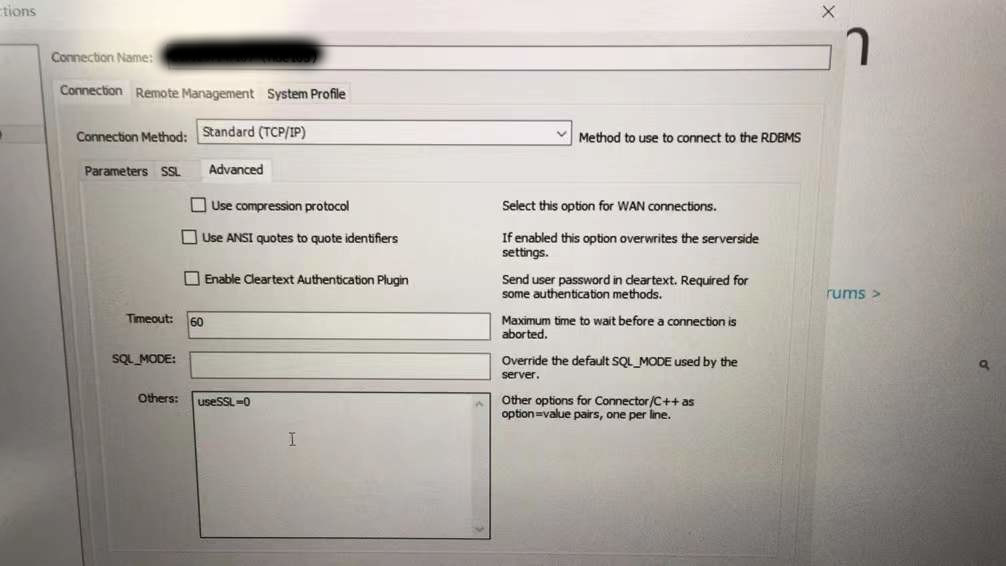 ctions
Connection Name:
Connection
Remote Management
System Profile
Connection Method:
Standard (TCP/IP)
Method to use to connect to the RDBMS
Parameters
SSL
Advanced
Use compression protocol
Select this option for WAN connections.
Use ANSI quotes to quote identifiers
If enabled this option overwrites the serverside
settings.
Enable Cleartext Authentication Plugin
Send user password in cleartext. Required for
some authentication methods.
Timeout:
60
Maximum time to wait before a connection is
aborted.
SQL_MODE:
Override the default SQL_MODE used by the
server.
Others:
useSSL=0
Other options for Connector/C++ as
option=value pairs, one per line.
rums >